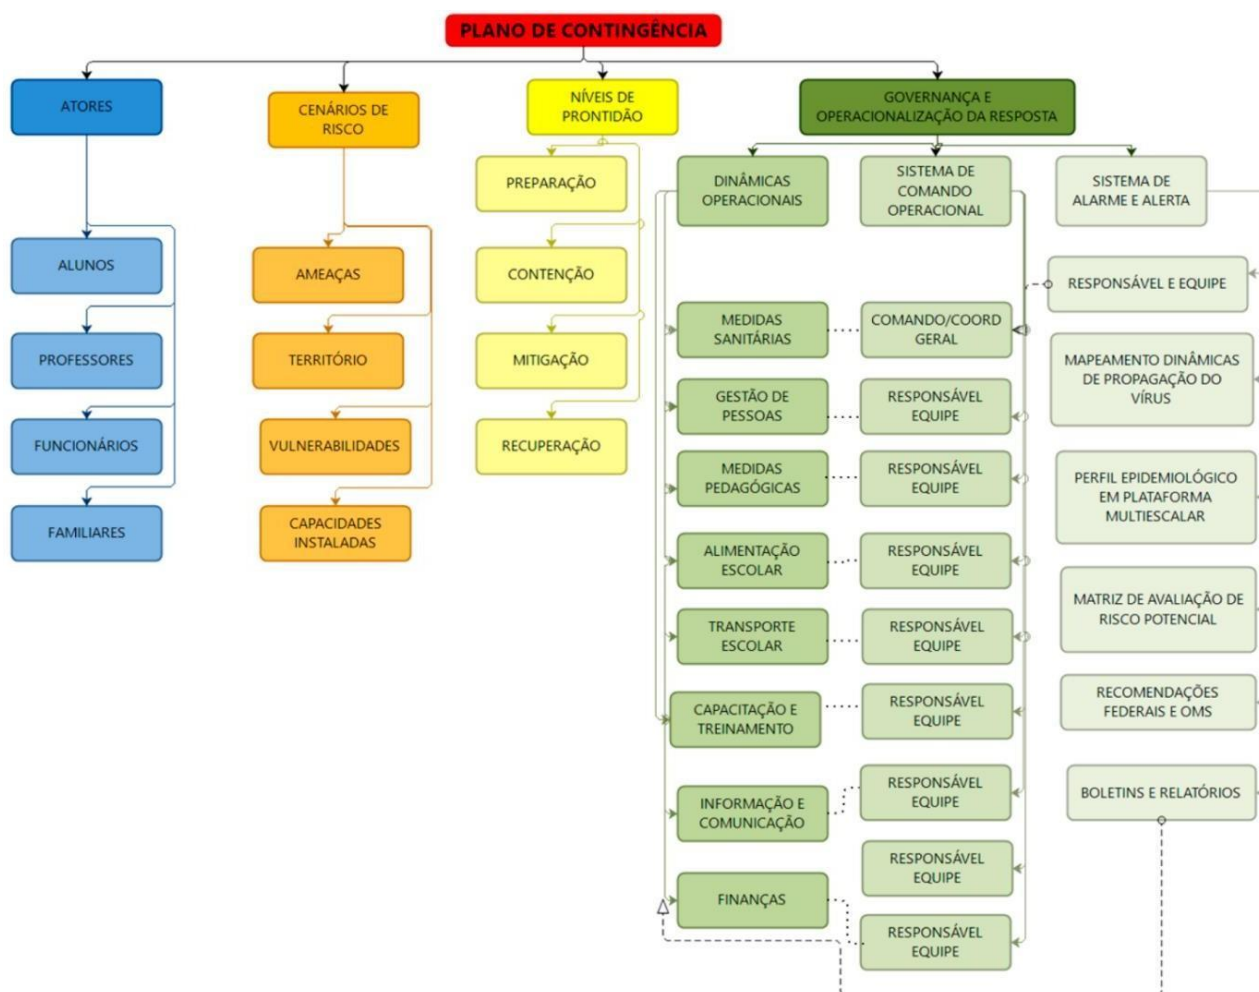 PLANO DE CONTINGÊNCIA
ATORES
ALUNOS
PROFESSORES
FUNCIONÁRIOS
FAMILIARES
CENÁRIOS DE
RISCO
AMEAÇAS
TERRITÓRIO
VULNERABILIDADES
CAPACIDADES
INSTALADAS
NÍVEIS DE
PRONTIDÃO
PREPARAÇÃO
CONTENÇÃO
MITIGAÇÃO
RECUPERAÇÃO
GOVERNANÇA E
OPERACIONALIZAÇÃO DA RESPOSTA
DINÂMICAS
OPERACIONAIS
MEDIDAS
SANITÁRIAS
GESTÃO DE
PESSOAS
MEDIDAS
PEDAGÓGICAS
ALIMENTAÇÃO
ESCOLAR
TRANSPORTE
ESCOLAR
CAPACITAÇÃO E
TREINAMENTO
INFORMAÇÃO E
COMUNICAÇÃO
FINANÇAS
SISTEMA DE
COMANDO
OPERACIONAL
COMANDO/COORD
GERAL
RESPONSÁVEL
EQUIPE
RESPONSÁVEL
EQUIPE
RESPONSÁVEL
EQUIPE
RESPONSÁVEL
EQUIPE
RESPONSÁVEL
EQUIPE
RESPONSÁVEL
EQUIPE
RESPONSÁVEL
EQUIPE
RESPONSÁVEL
EQUIPE
SISTEMA DE
ALARME E ALERTA
RESPONSÁVEL E EQUIPE
MAPEAMENTO DINÂMICAS
DE PROPAGAÇÃO DO
VÍRUS
PERFIL EPIDEMIOLÓGICO
EM PLATAFORMA
MULTIESCALAR
MATRIZ DE AVALIAÇÃO DE
RISCO POTENCIAL
RECOMENDAÇÕES
FEDERAIS E OMS
BOLETINS E RELATÓRIOS